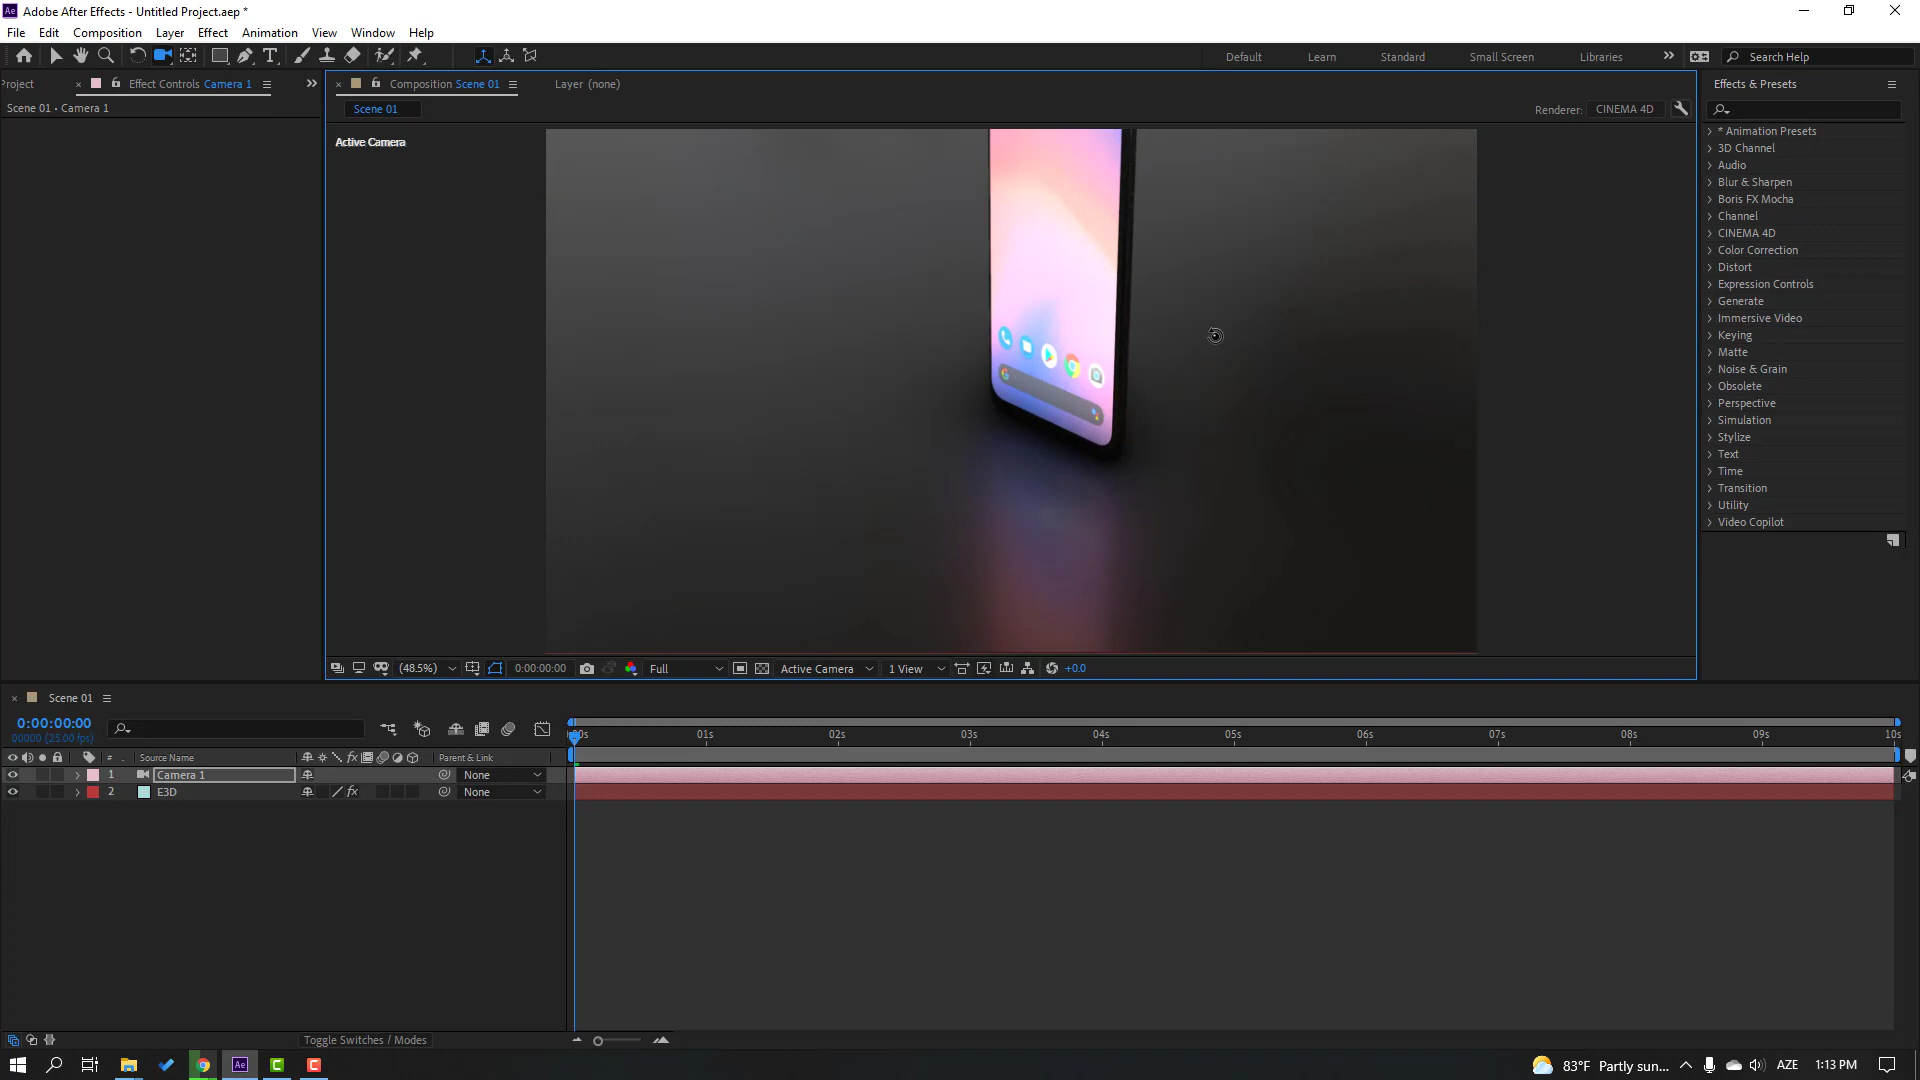 Adobe After Effects - Untitled Project.aep *
File Edit Composition Layer Effect Animation View Window Help
Default Learn Standard Small Screen Libraries Search Help
roject Effect Controls Camera 1
Scene 01 • Camera 1
Composition Scene 01 Layer (none)
Scene 01
Renderer: CINEMA 4D
Active Camera
(48.5%) 0:00:00:00 Full Active Camera 1 View +0.0
Effects & Presets
* Animation Presets
3D Channel
Audio
Blur & Sharpen
Boris FX Mocha
Channel
CINEMA 4D
Color Correction
Distort
Expression Controls
Generate
Immersive Video
Keying
Matte
Noise & Grain
Obsolete
Perspective
Simulation
Stylize
Text
Time
Transition
Utility
Video Copilot
Scene 01
0:00:00:00
00000 (25.00 fps)
# Source Name Parent & Link
1 Camera 1 None
2 E3D None
:00s 01s 02s 03s 04s 05s 06s 07s 08s 09s 10s
Toggle Switches / Modes
83°F Partly sun... AZE 1:13 PM